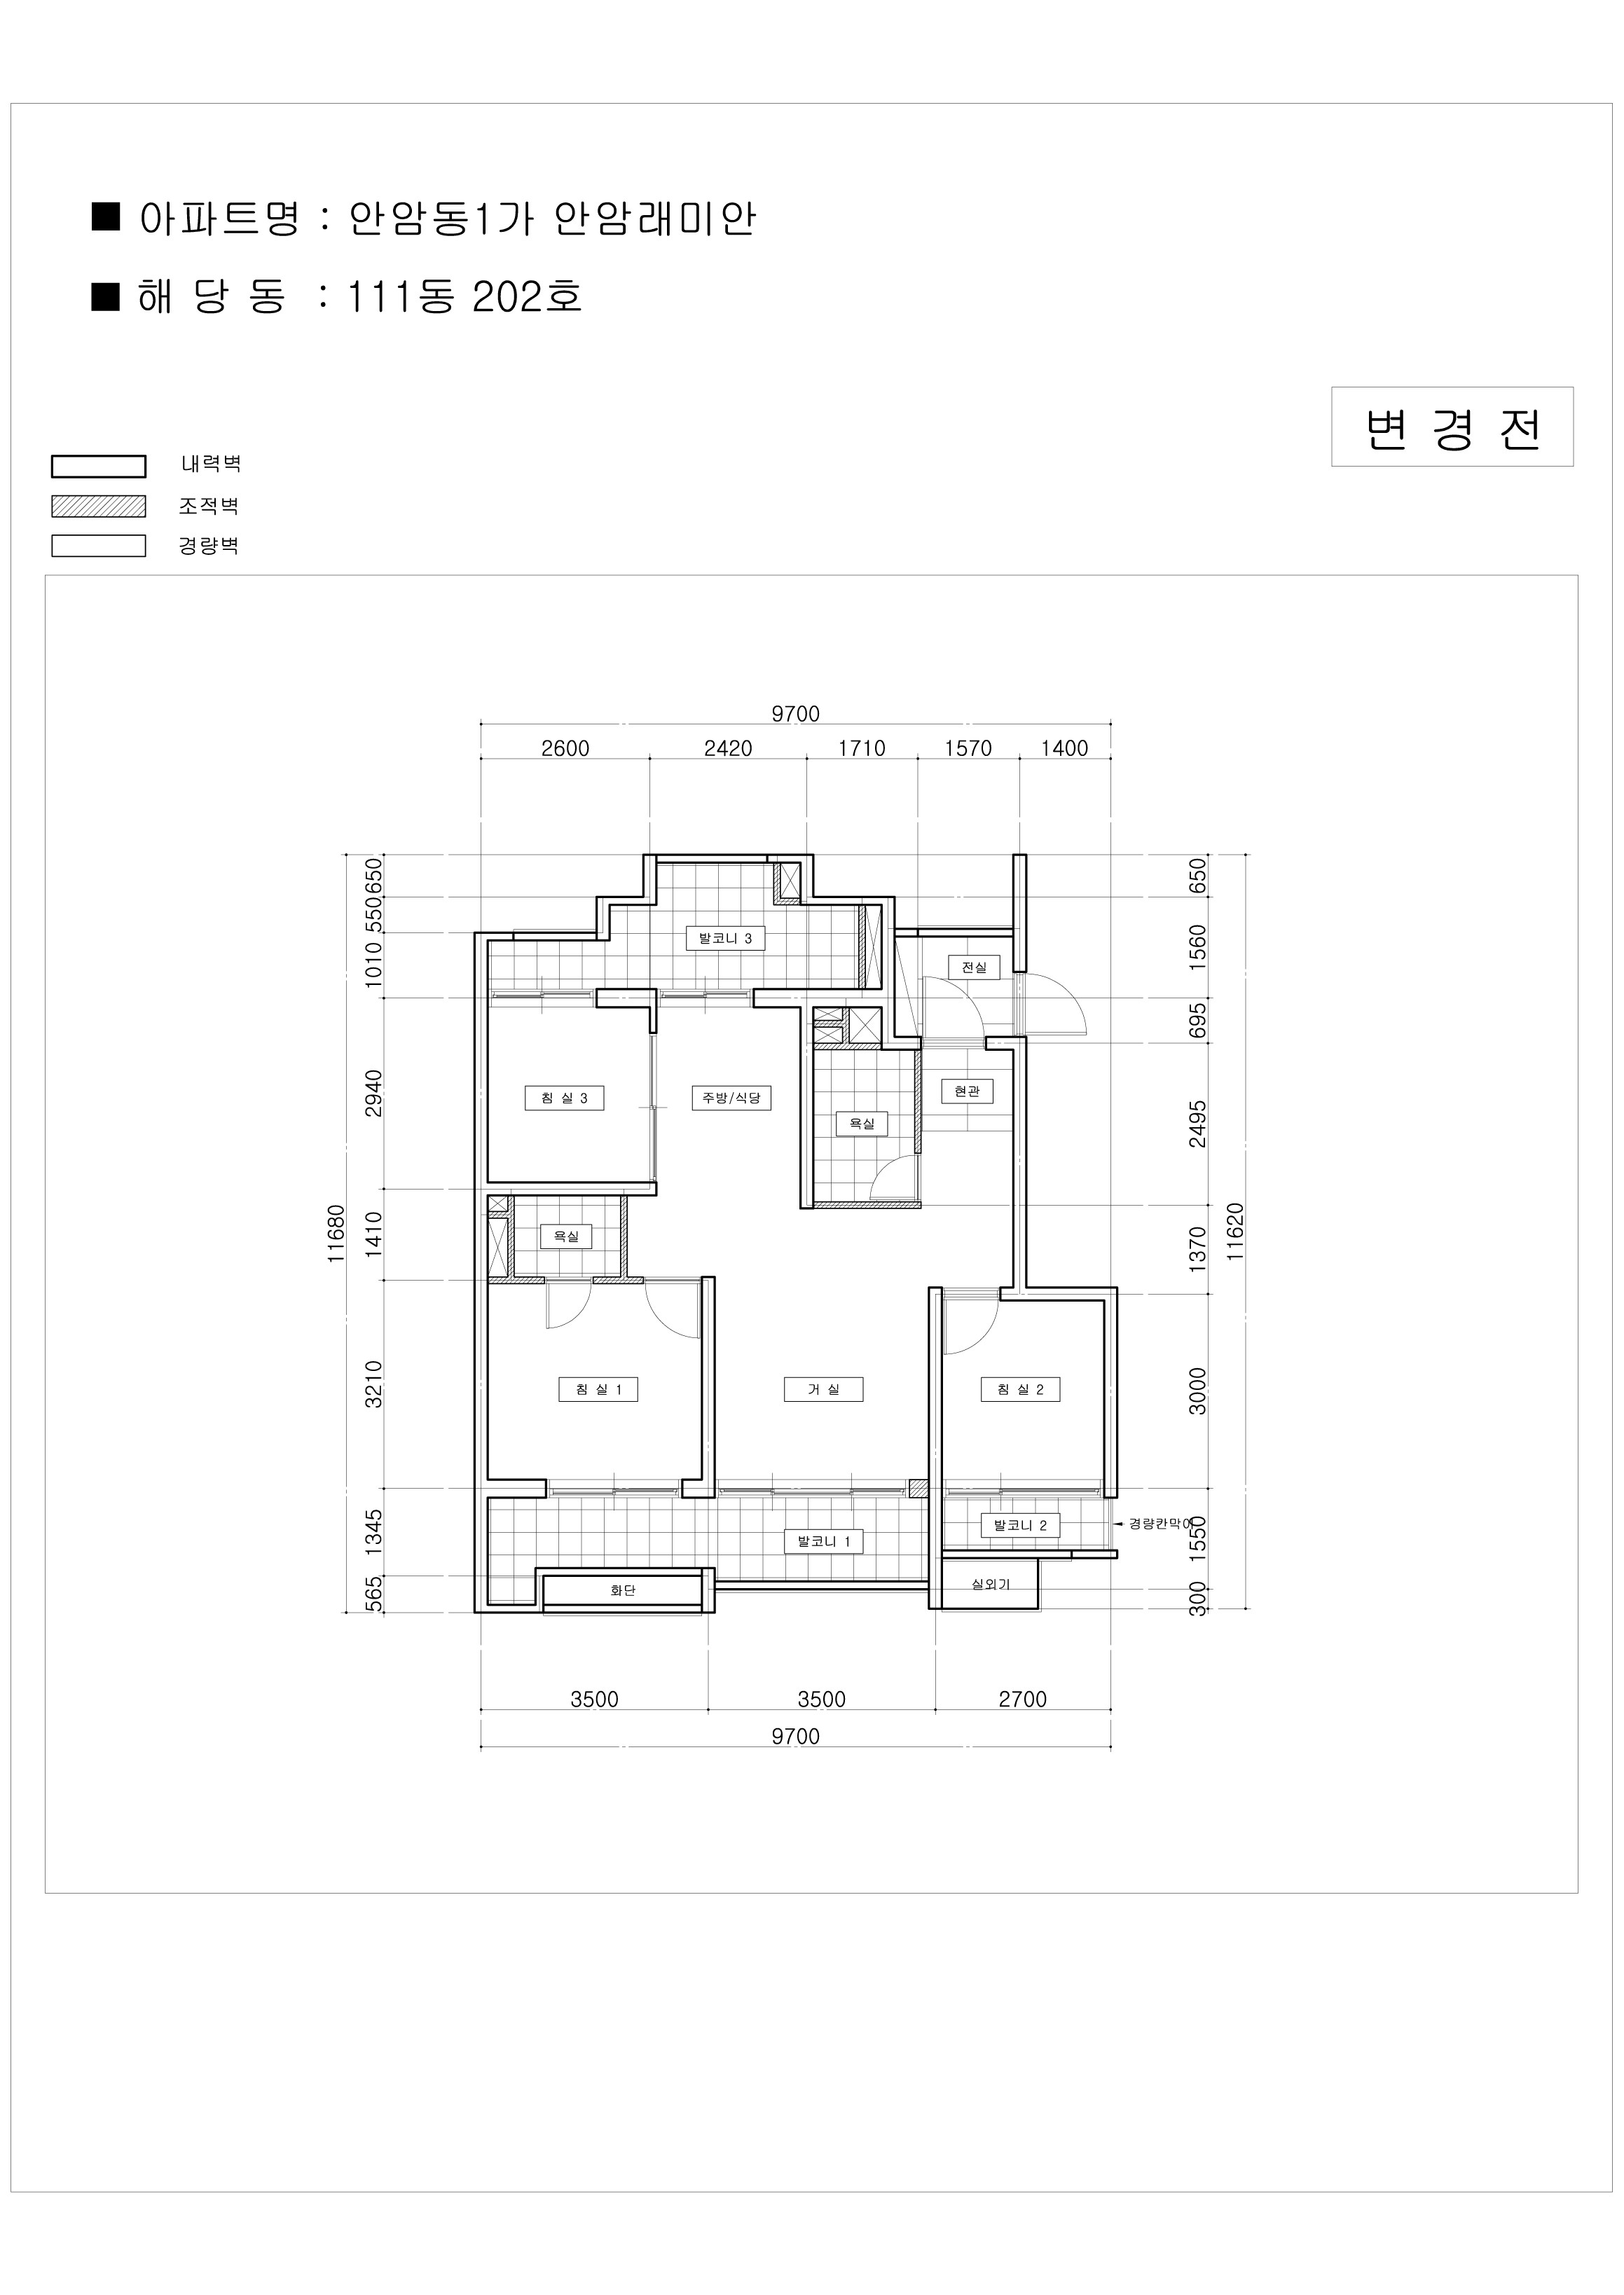 ■ 아파트명 : 안암동1가 안암래미안
■ 해 당 동 : 111동 202호
변 경 전
내력벽
조적벽
경량벽
9700
2600 2420 1710 1570 1400
650
550
1010
2940
1410
3210
1345
565
11680
650
1560
695
2495
1370
3000
1550
300
11620
발코니 3
전실
침 실 3
주방/식당
현관
욕실
욕실
침 실 1
거 실
침 실 2
발코니 1
발코니 2
경량칸막이
화단
실외기
3500 3500 2700
9700